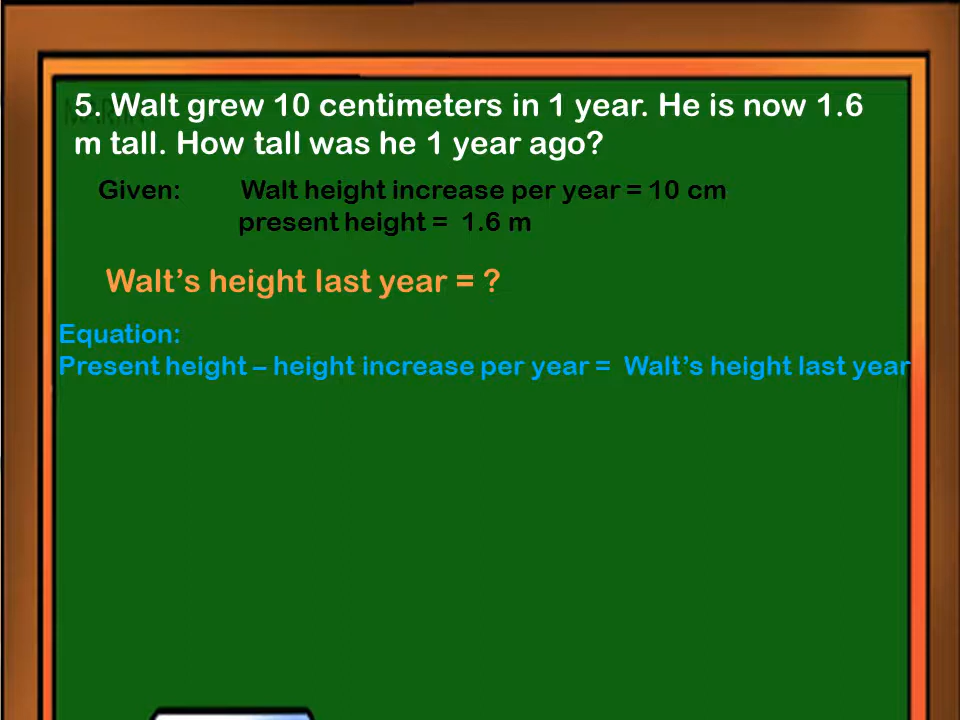 5. Walt grew 10 centimeters in 1 year. He is now 1.6
m tall. How tall was he 1 year ago?
Given: Walt height increase per year = 10 cm
present height = 1.6 m
Walt’s height last year = ?
Equation:
Present height – height increase per year = Walt’s height last year